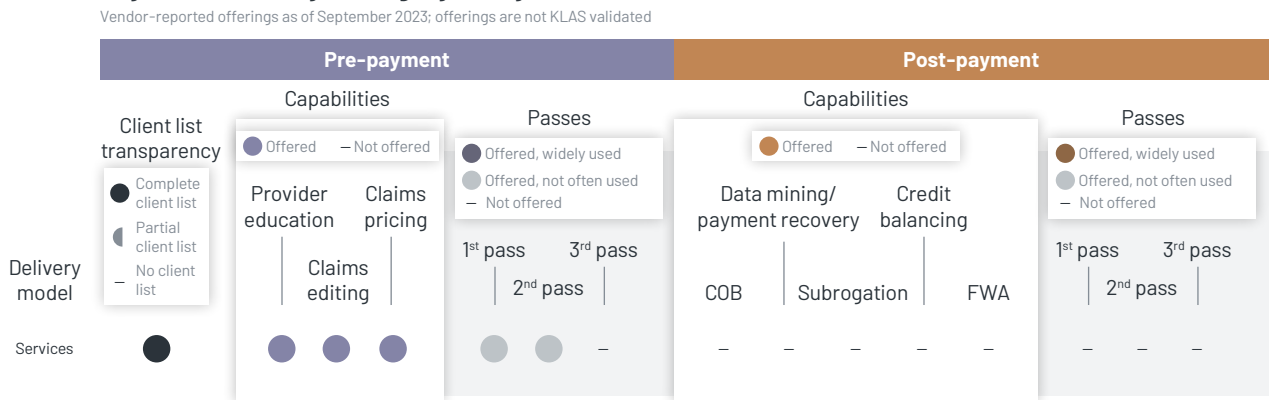 Vendor-reported offerings as of September 2023; offerings are not KLAS validated
Pre-payment
Post-payment
Client list
transparency
Complete
client list
Partial
client list
– No client
list
Capabilities
Offered
– Not offered
Provider
education
Claims
editing
Claims
pricing
Passes
Offered, widely used
Offered, not often used
– Not offered
1st pass
2nd pass
3rd pass
Capabilities
Offered
– Not offered
COB
Data mining/
payment recovery
Subrogation
Credit
balancing
FWA
Passes
Offered, widely used
Offered, not often used
– Not offered
1st pass
2nd pass
3rd pass
Delivery
model
Services
– – – – – – – – –